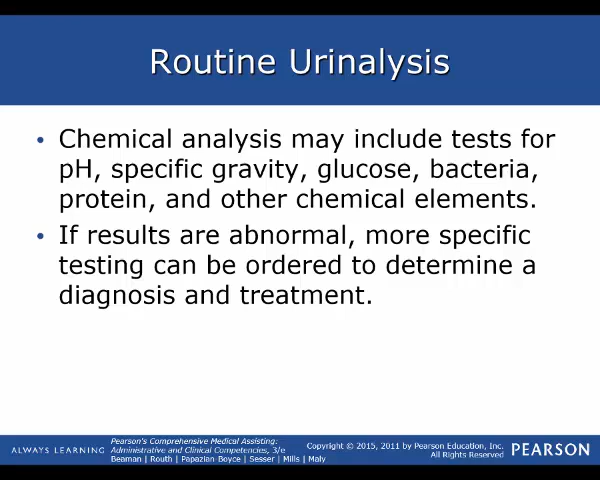 Routine Urinalysis
• Chemical analysis may include tests for
pH, specific gravity, glucose, bacteria,
protein, and other chemical elements.
• If results are abnormal, more specific
testing can be ordered to determine a
diagnosis and treatment.
ALWAYS LEARNING
Pearson's Comprehensive Medical Assisting:
Administrative and Clinical Competencies, 3/e
Beaman | Routh | Papazian Boyce | Sesser | Mills | Maly
Copyright © 2015, 2011 by Pearson Education, Inc.
All Rights Reserved
PEARSON